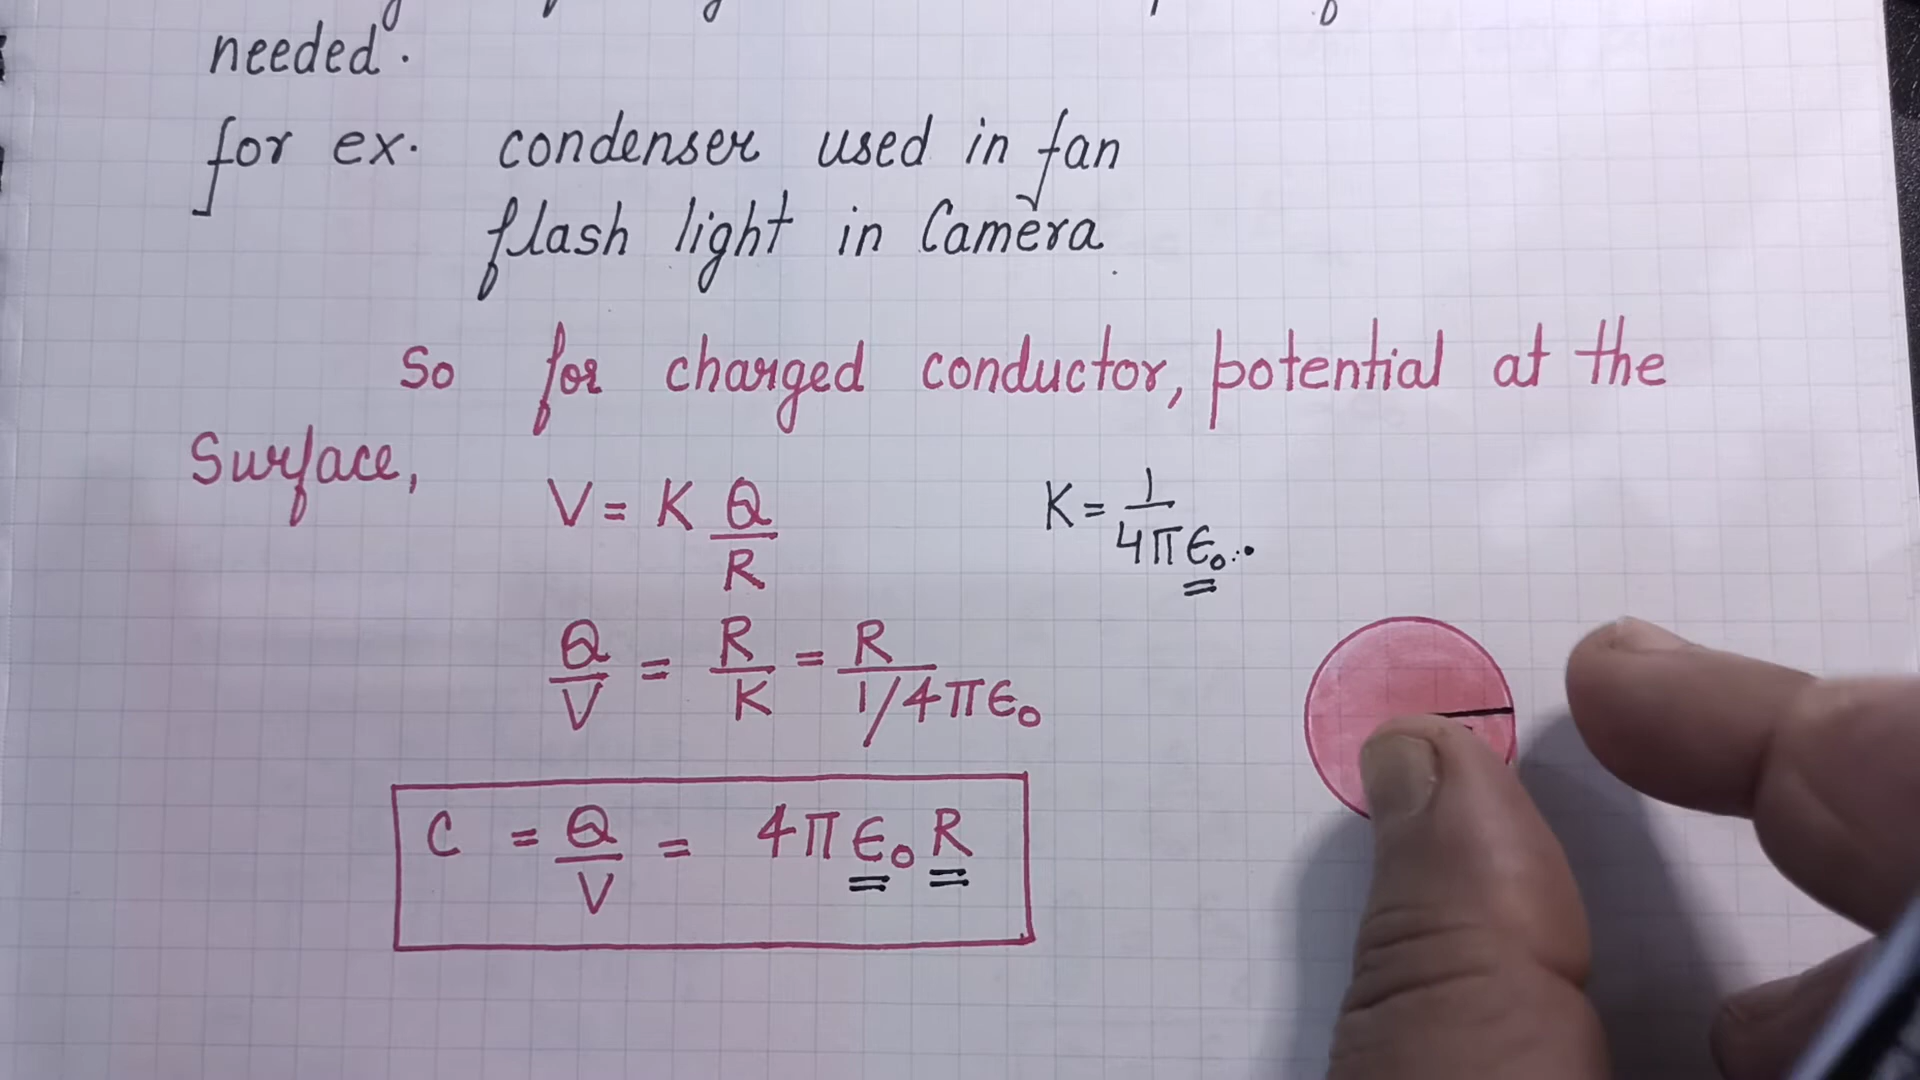 needed.
for ex. condenser used in fan
flash light in Camera
So for charged conductor, potential at the
Surface,
V = K Q/R
K = 1/4πϵ₀
Q/V = R/K = R/1/4πϵ₀
C = Q/V = 4πϵ₀R